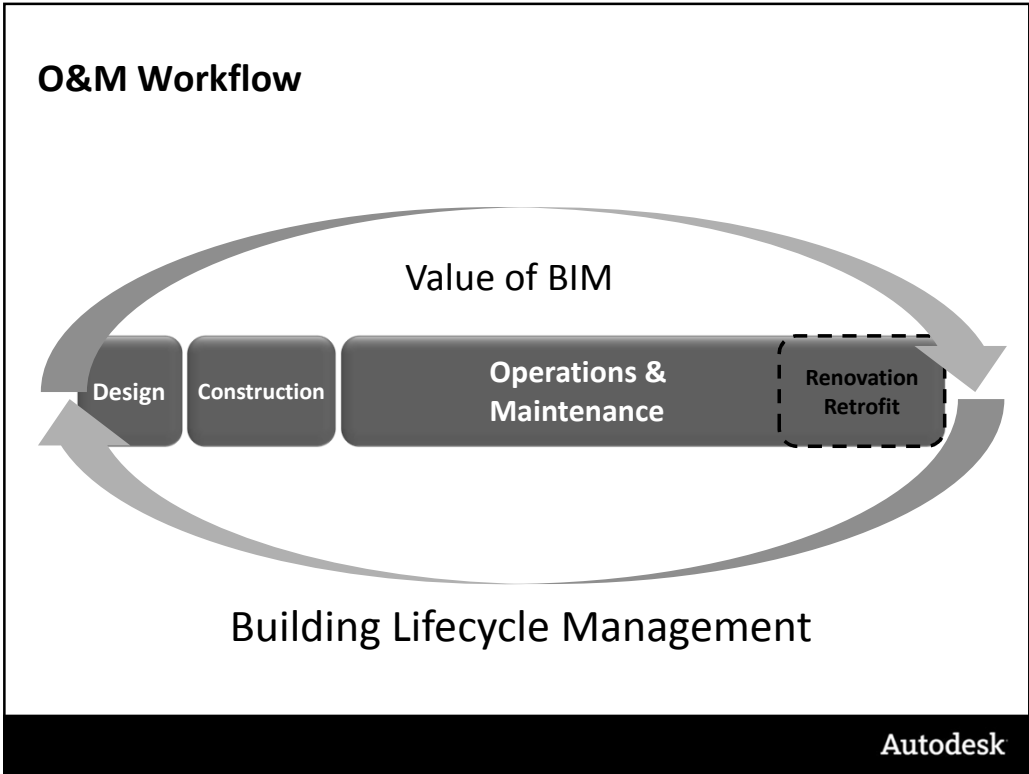 O&M Workflow
Value of BIM
Design
Construction
Operations &
Maintenance
Renovation
Retrofit
Building Lifecycle Management
Autodesk